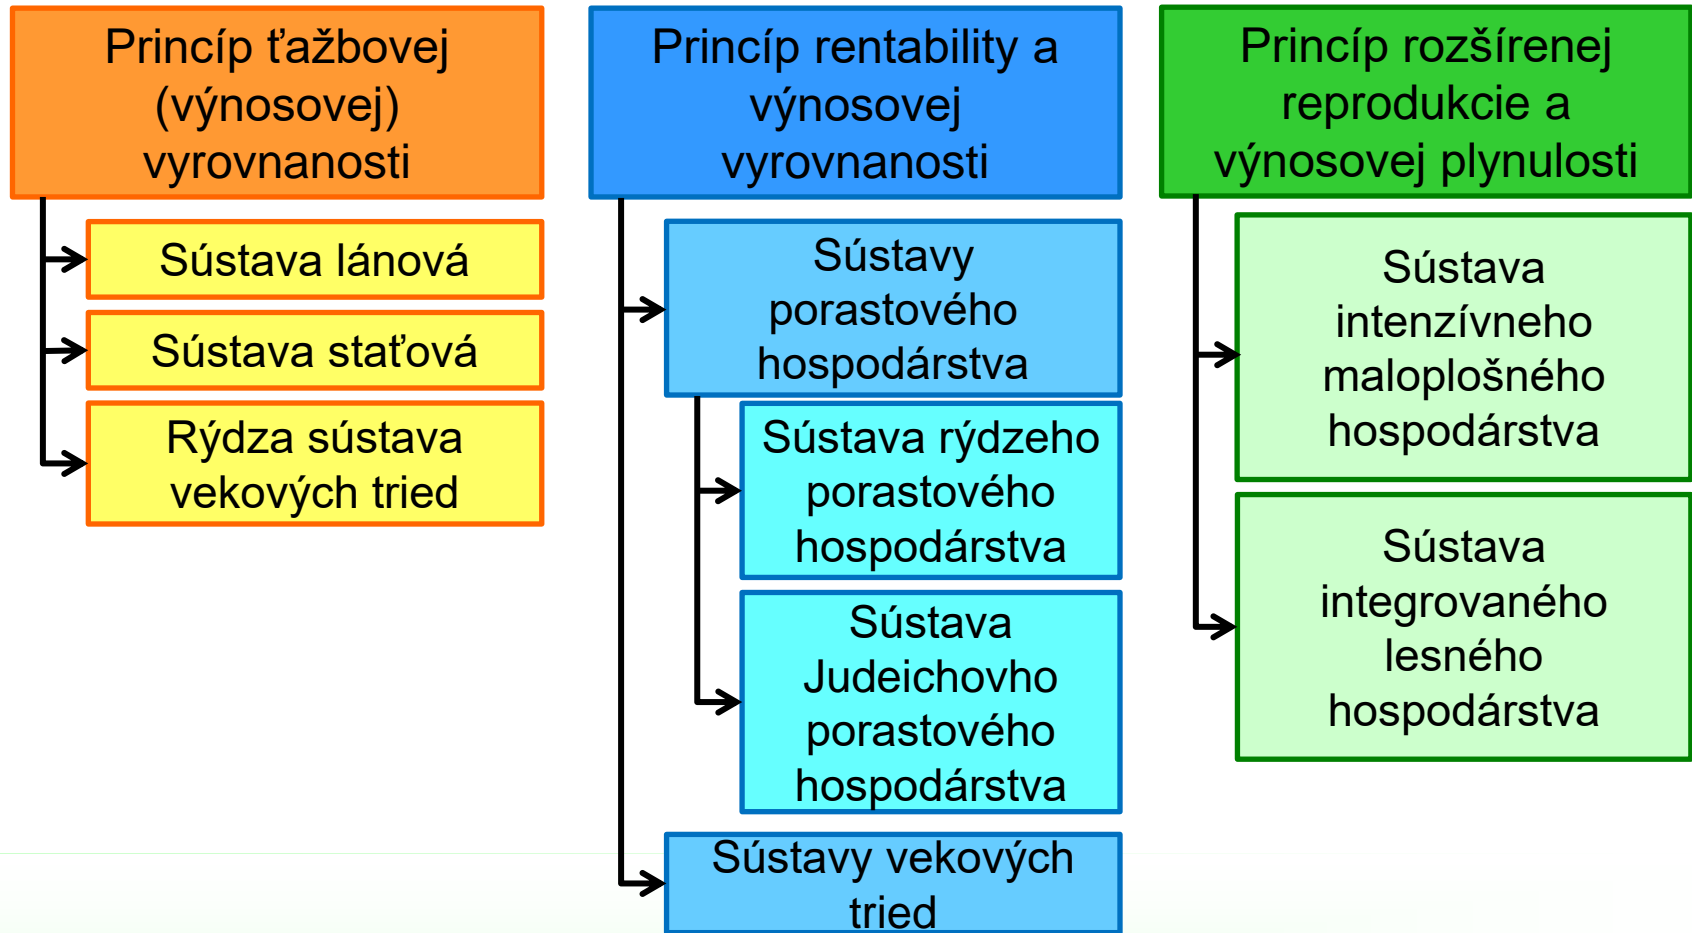 Princíp ťažbovej
(výnosovej)
vyrovnanosti
Sústava lánová
Sústava staťová
Rýdza sústava
vekových tried
Princíp rentability a
výnosovej
vyrovnanosti
Sústavy
porastového
hospodárstva
Sústava rýdzeho
porastového
hospodárstva
Sústava
Judeichovho
porastového
hospodárstva
Sústavy vekových
tried
Princíp rozšírenej
reprodukcie a
výnosovej plynulosti
Sústava
intenzívneho
maloplošného
hospodárstva
Sústava
integrovaného
lesného
hospodárstva